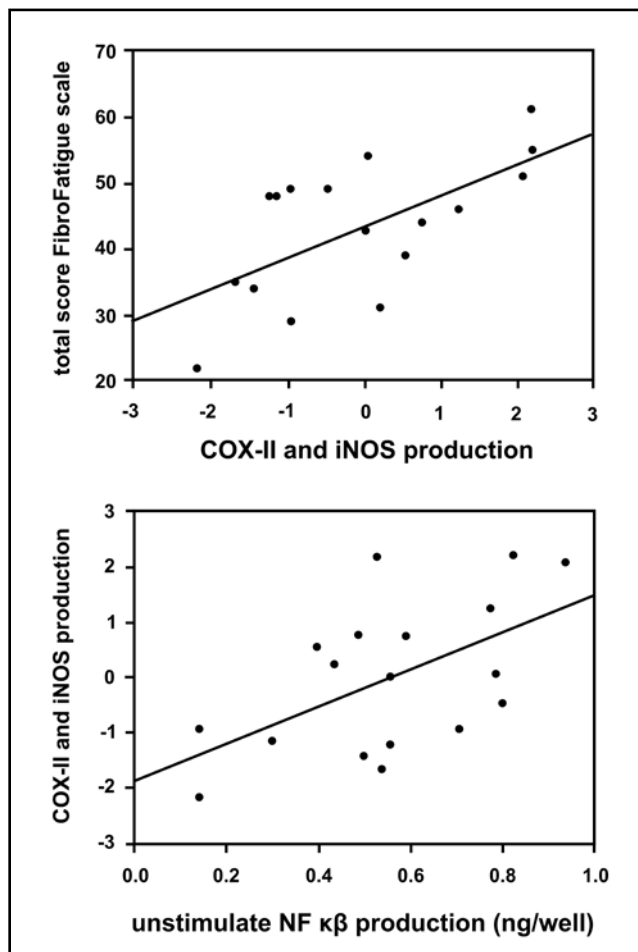 total score FibroFatigue scale
70
60
50
40
30
20
-3 -2 -1 0 1 2 3
COX-II and iNOS production
COX-II and iNOS production
3
2
1
0
-1
-2
-3
0.0 0.2 0.4 0.6 0.8 1.0
unstimulate NF κβ production (ng/well)